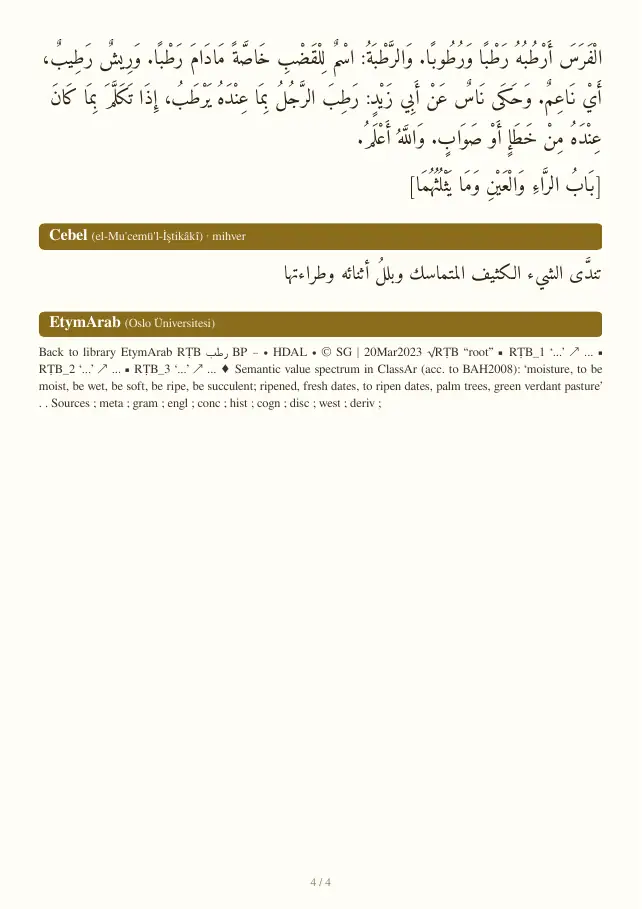 الْفَرَسَ أَرْطُبُهُ رَطْبًا وَرُطُوبًا. وَالرَّطْبَةُ: اسْمٌ لِلْقَضْبِ خَاصَّةً مَادَامَ رَطْبًا. وَرِيشٌ رَطِيبٌ،
أَيْ نَاعِمٌ. وَحَكَى نَاسٌ عَنْ أَبِي زَيْدٍ: رَطِبَ الرَّجُلُ بِمَا عِنْدَهُ يَرْطَبُ، إِذَا تَكَلَّمَ بِمَا كَانَ
عِنْدَهُ مِنْ خَطَإٍ أَوْ صَوَابٍ. وَاللَّهُ أَعْلَمُ.
[بَابُ الرَّاءِ وَالْعَيْنِ وَمَا يَثْلُثُهُمَا]
Cebel (el-Mu'cemü'l-İştikâkî) · mihver
تندَّى الشيء الكثيف المتماسك وبللُ أثنائه وطراءتها
EtymArab (Oslo Üniversitesi)
Back to library EtymArab RṬB رطب BP – • HDAL • © SG | 20Mar2023 √RṬB “root” ▪ RṬB_1 ‘...’ ↗ ... ▪
RṬB_2 ‘...’ ↗ ... ▪ RṬB_3 ‘...’ ↗ ... ♦ Semantic value spectrum in ClassAr (acc. to BAH2008): ‘moisture, to be
moist, be wet, be soft, be ripe, be succulent; ripened, fresh dates, to ripen dates, palm trees, green verdant pasture’
. . Sources ; meta ; gram ; engl ; conc ; hist ; cogn ; disc ; west ; deriv ;
4 / 4